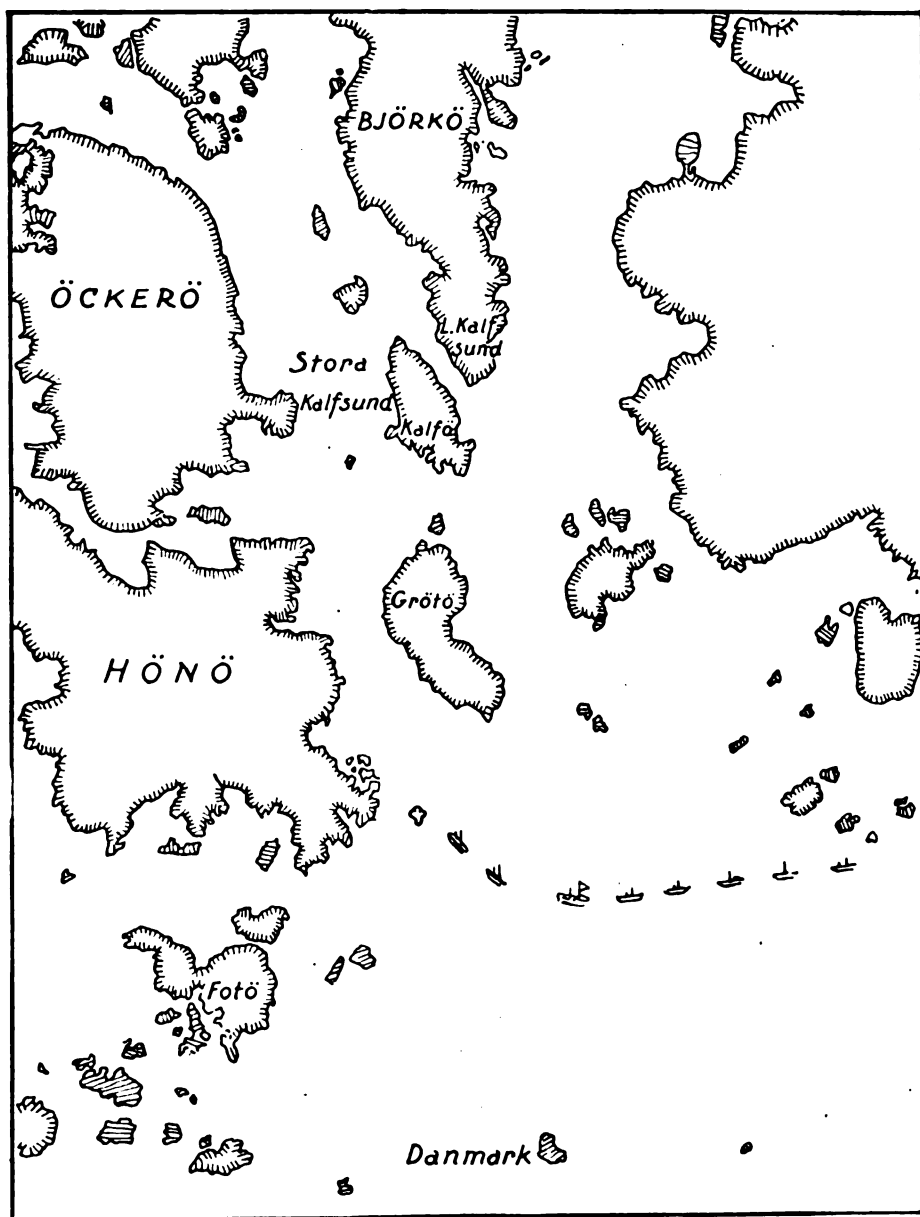 BJÖRKÖ
ÖCKERÖ
L. Kalf-
sund
Stora
Kalfsund
Kalfö
Grötö
HÖNÖ
Fotö
Danmark